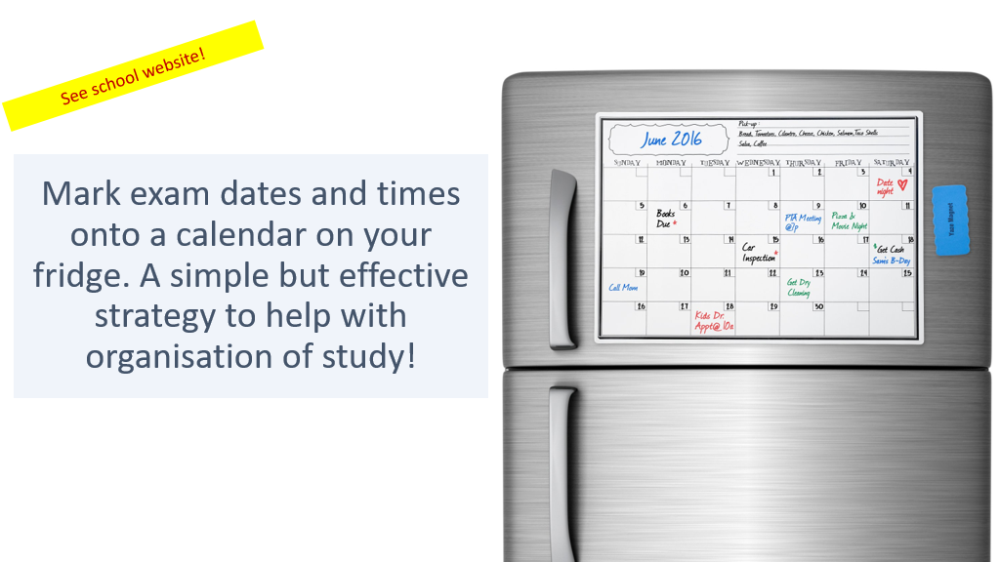 See school website!
Mark exam dates and times
onto a calendar on your
fridge. A simple but effective
strategy to help with
organisation of study!
June 2016
Pick-up :
Bread, Tomatoes, Cilantro, Cheese, Chicken, Salmon, Taco Shells
Salsa, Coffee
SUNDAY MONDAY TUESDAY WEDNESDAY THURSDAY FRIDAY SATURDAY
1 2 3 4
Date
night
5 6 7 8 9 10 11
Books
Due *
PTA Meeting
@7p
Pizza &
Movie Night
12 13 14 15 16 17 18
Car
Inspection*
*Get Cash
Sam's B-Day
19 20 21 22 23 24 25
Call Mom
Get Dry
Cleaning
26 27 28 29 30
Kids Dr.
Appt@10a